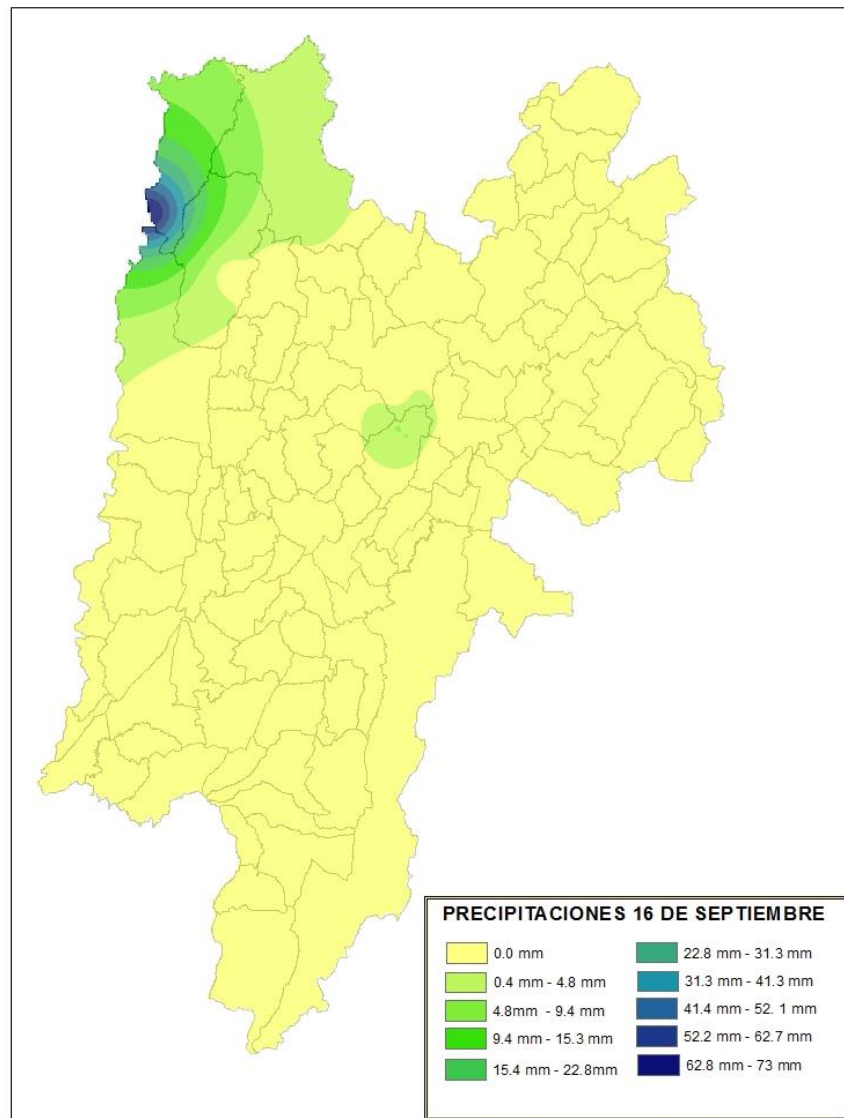 PRECIPITACIONES 16 DE SEPTIEMBRE
0.0 mm
0.4 mm - 4.8 mm
4.8mm - 9.4 mm
9.4 mm - 15.3 mm
15.4 mm - 22.8mm
22.8 mm - 31.3 mm
31.3 mm - 41.3 mm
41.4 mm - 52. 1 mm
52.2 mm - 62.7 mm
62.8 mm - 73 mm